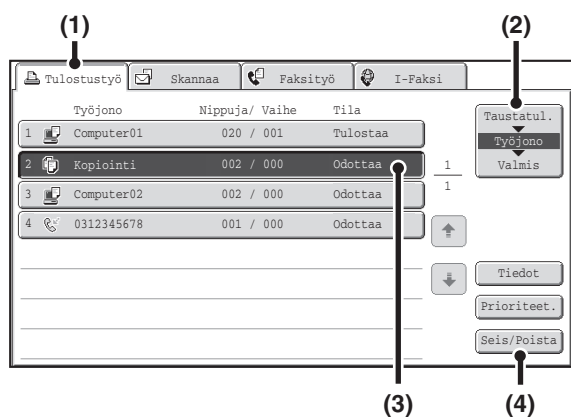 (1) (2)
Tulostustyö Skannaa Faksityö I-Faksi
Työjono Nippuja/ Vaihe Tila
Taustatul.
Työjono
Valmis
1 Computer01 020 / 001 Tulostaa
2 Kopiointi 002 / 000 Odottaa
1
1
3 Computer02 002 / 000 Odottaa
4 0312345678 001 / 000 Odottaa
Tiedot
Prioriteet.
Seis/Poista
(3) (4)